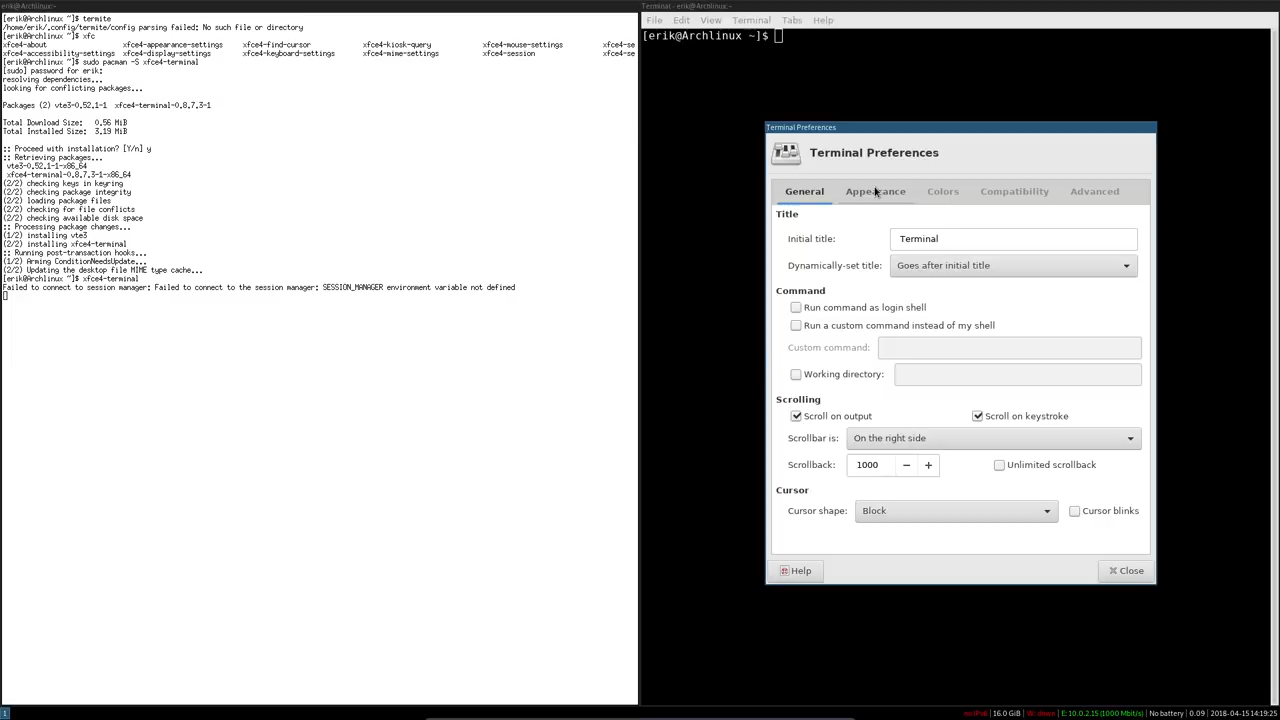 erik@Archlinux:~
[erik@Archlinux ~]$ termite
/home/erik/.config/termite/config parsing failed: No such file or directory
[erik@Archlinux ~]$ xfc
xfce4-about xfce4-appearance-settings xfce4-find-cursor xfce4-kiosk-query xfce4-mouse-settings xfce4-se
xfce4-accessibility-settings xfce4-display-settings xfce4-keyboard-settings xfce4-mime-settings xfce4-session xfce4-se
[erik@Archlinux ~]$ sudo pacman -S xfce4-terminal
[sudo] password for erik:
resolving dependencies...
looking for conflicting packages...
Packages (2) vte3-0.52.1-1 xfce4-terminal-0.8.7.3-1
Total Download Size: 0.56 MiB
Total Installed Size: 3.19 MiB
:: Proceed with installation? [Y/n] y
:: Retrieving packages...
vte3-0.52.1-1-x86_64
xfce4-terminal-0.8.7.3-1-x86_64
(2/2) checking keys in keyring
(2/2) checking package integrity
(2/2) loading package files
(2/2) checking for file conflicts
(2/2) checking available disk space
:: Processing package changes...
(1/2) installing vte3
(2/2) installing xfce4-terminal
:: Running post-transaction hooks...
(1/2) Arming ConditionNeedsUpdate...
(2/2) Updating the desktop file MIME type cache...
[erik@Archlinux ~]$ xfce4-terminal
Failed to connect to session manager: Failed to connect to the session manager: SESSION_MANAGER environment variable not defined
Terminal - erik@Archlinux:~
File Edit View Terminal Tabs Help
[erik@Archlinux ~]$
Terminal Preferences
Terminal Preferences
General Appearance Colors Compatibility Advanced
Title
Initial title: Terminal
Dynamically-set title: Goes after initial title
Command
Run command as login shell
Run a custom command instead of my shell
Custom command:
Working directory:
Scrolling
Scroll on output Scroll on keystroke
Scrollbar is: On the right side
Scrollback: 1000 − + Unlimited scrollback
Cursor
Cursor shape: Block Cursor blinks
Help Close
1
no IPv6 | 16.0 GiB | W: down | E: 10.0.2.15 (1000 Mbit/s) | No battery | 0.09 | 2018-04-15 14:19:25